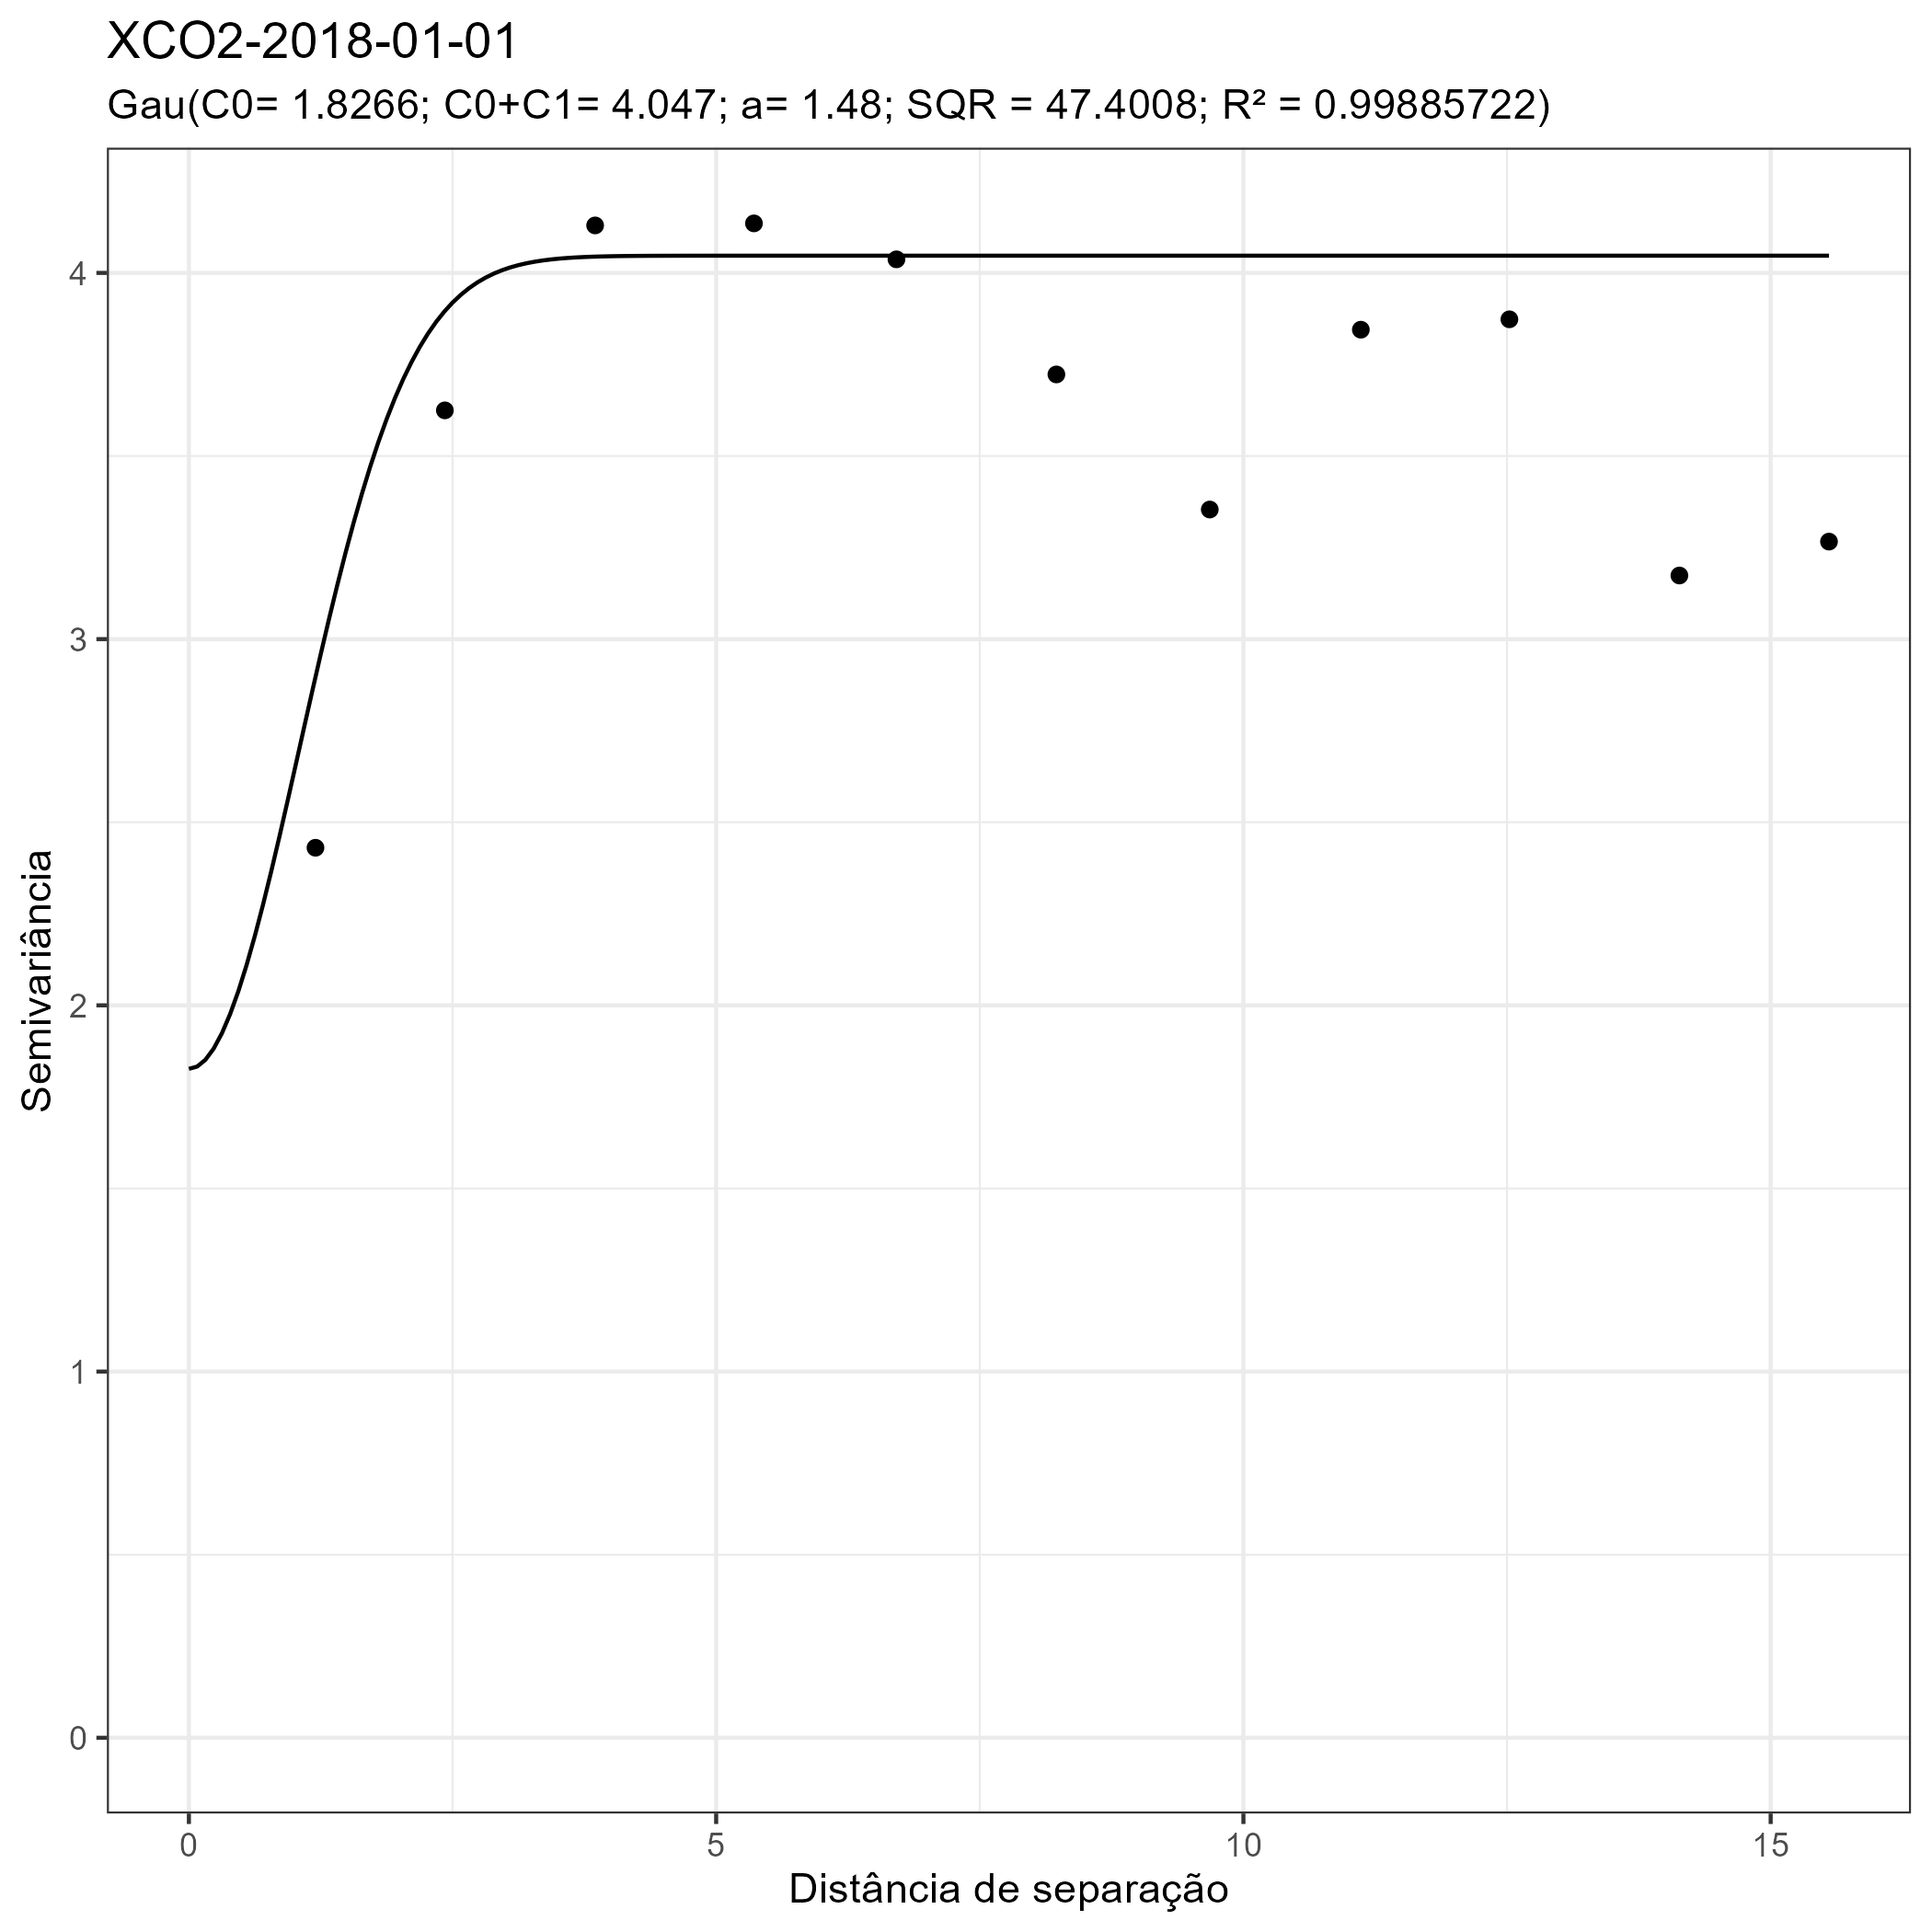 XCO2-2018-01-01
Gau(C0= 1.8266; C0+C1= 4.047; a= 1.48; SQR = 47.4008; R² = 0.99885722)
4
3
2
1
0
Semivariância
0 5 10 15
Distância de separação